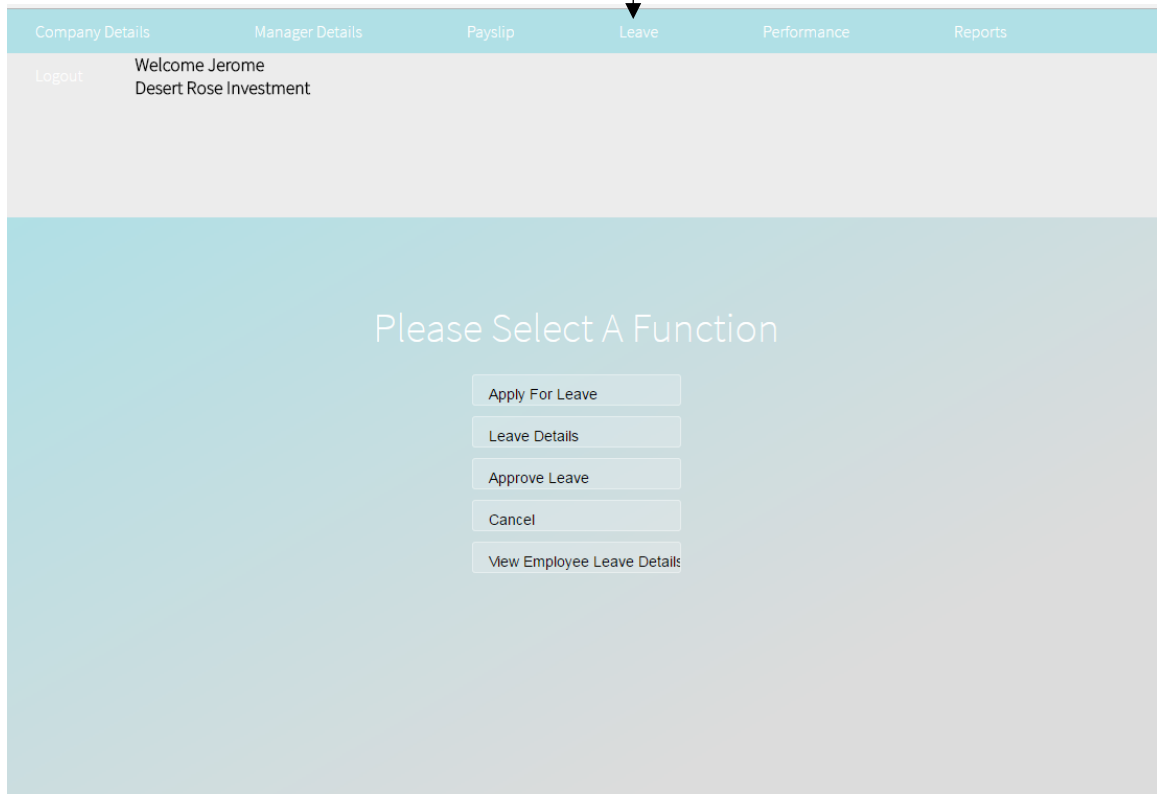 Company Details Manager Details Payslip Leave Performance Reports
Logout
Welcome Jerome
Desert Rose Investment
Please Select A Function
Apply For Leave
Leave Details
Approve Leave
Cancel
View Employee Leave Details